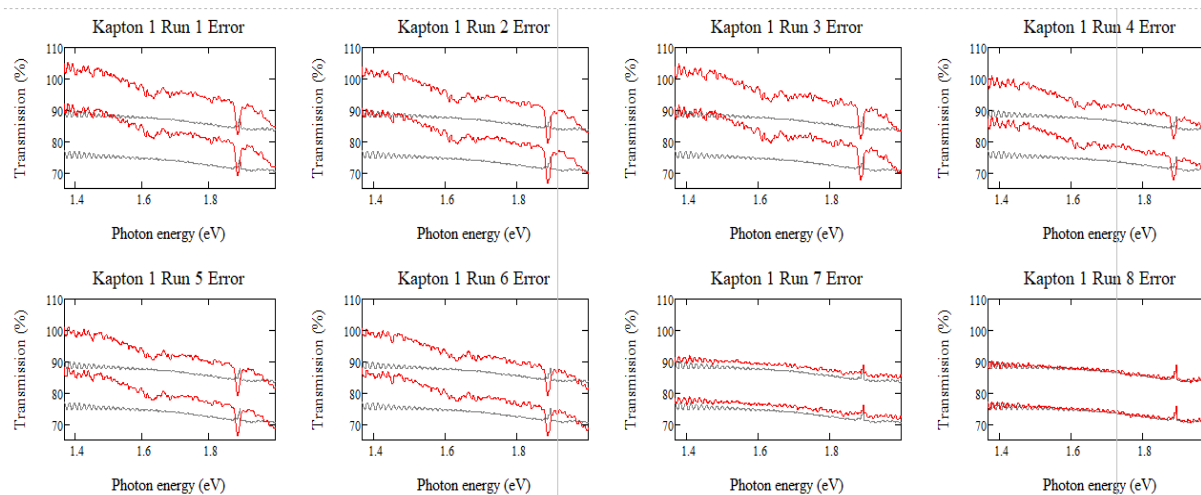 Kapton 1 Run 1 Error
Transmission (%)
110
100
90
80
70
1.4
1.6
1.8
Photon energy (eV)
Kapton 1 Run 2 Error
Transmission (%)
110
100
90
80
70
1.4
1.6
1.8
Photon energy (eV)
Kapton 1 Run 3 Error
Transmission (%)
110
100
90
80
70
1.4
1.6
1.8
Photon energy (eV)
Kapton 1 Run 4 Error
Transmission (%)
110
100
90
80
70
1.4
1.6
1.8
Photon energy (eV)
Kapton 1 Run 5 Error
Transmission (%)
110
100
90
80
70
1.4
1.6
1.8
Photon energy (eV)
Kapton 1 Run 6 Error
Transmission (%)
110
100
90
80
70
1.4
1.6
1.8
Photon energy (eV)
Kapton 1 Run 7 Error
Transmission (%)
110
100
90
80
70
1.4
1.6
1.8
Photon energy (eV)
Kapton 1 Run 8 Error
Transmission (%)
110
100
90
80
70
1.4
1.6
1.8
Photon energy (eV)